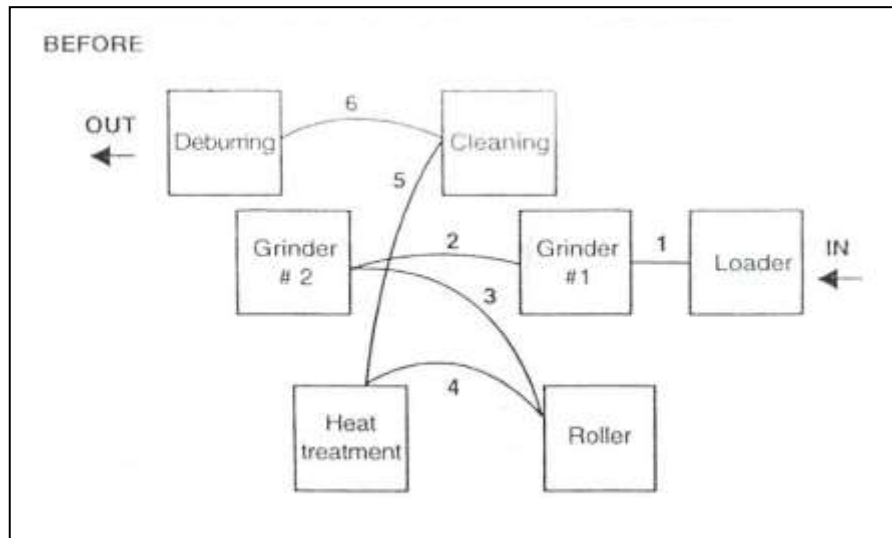 BEFORE
6
OUT
Deburring
Cleaning
5
Grinder
# 2
2
Grinder
#1
1
Loader
IN
3
4
Heat
treatment
Roller